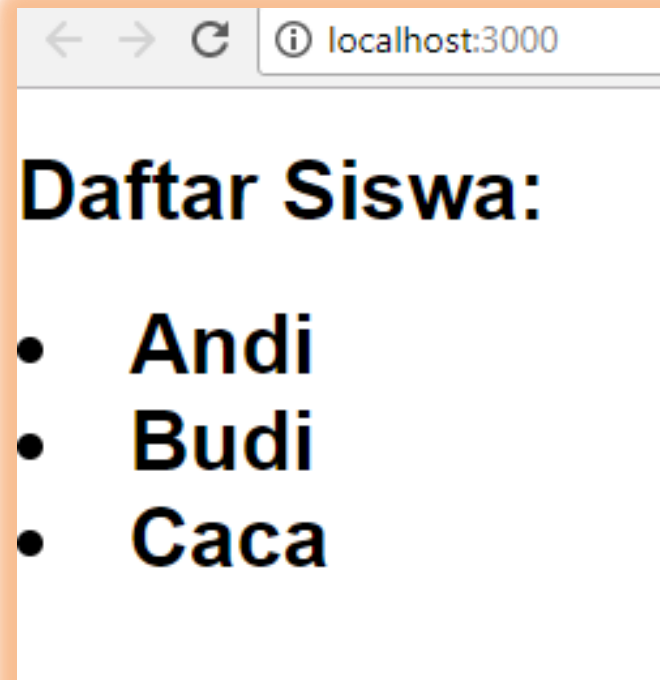 localhost:3000
Daftar Siswa:
• Andi
• Budi
• Caca